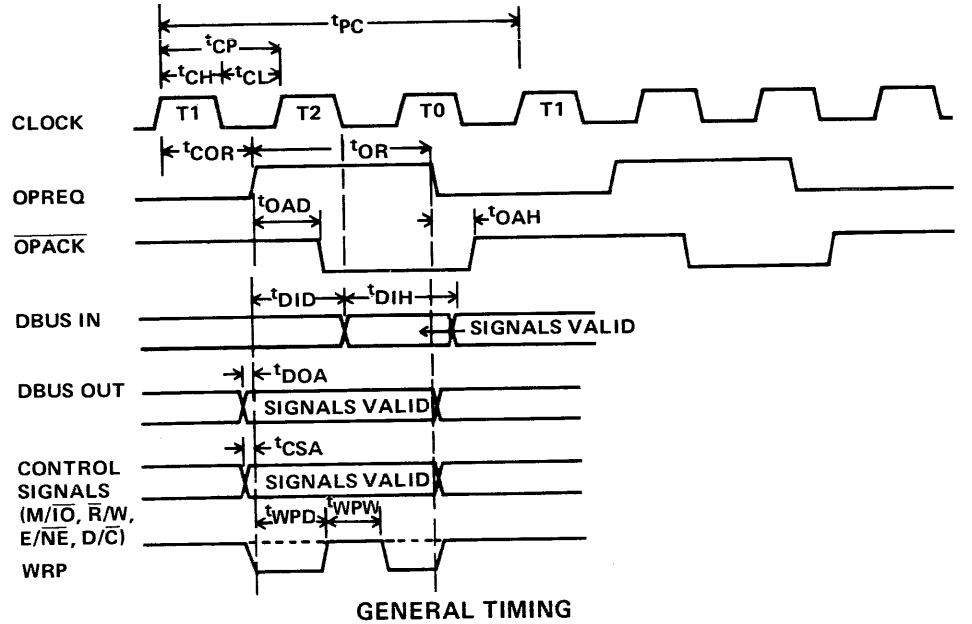 tPC
tCP
tCH tCL
CLOCK T1 T2 T0 T1
tCOR tOR
OPREQ
tOAD tOAH
OPACK
tDID tDIH
DBUS IN SIGNALS VALID
tDOA
DBUS OUT SIGNALS VALID
tCSA
CONTROL SIGNALS VALID
SIGNALS
(M/IO, R/W, tWPD tWPW
E/NE, D/C)
WRP
GENERAL TIMING